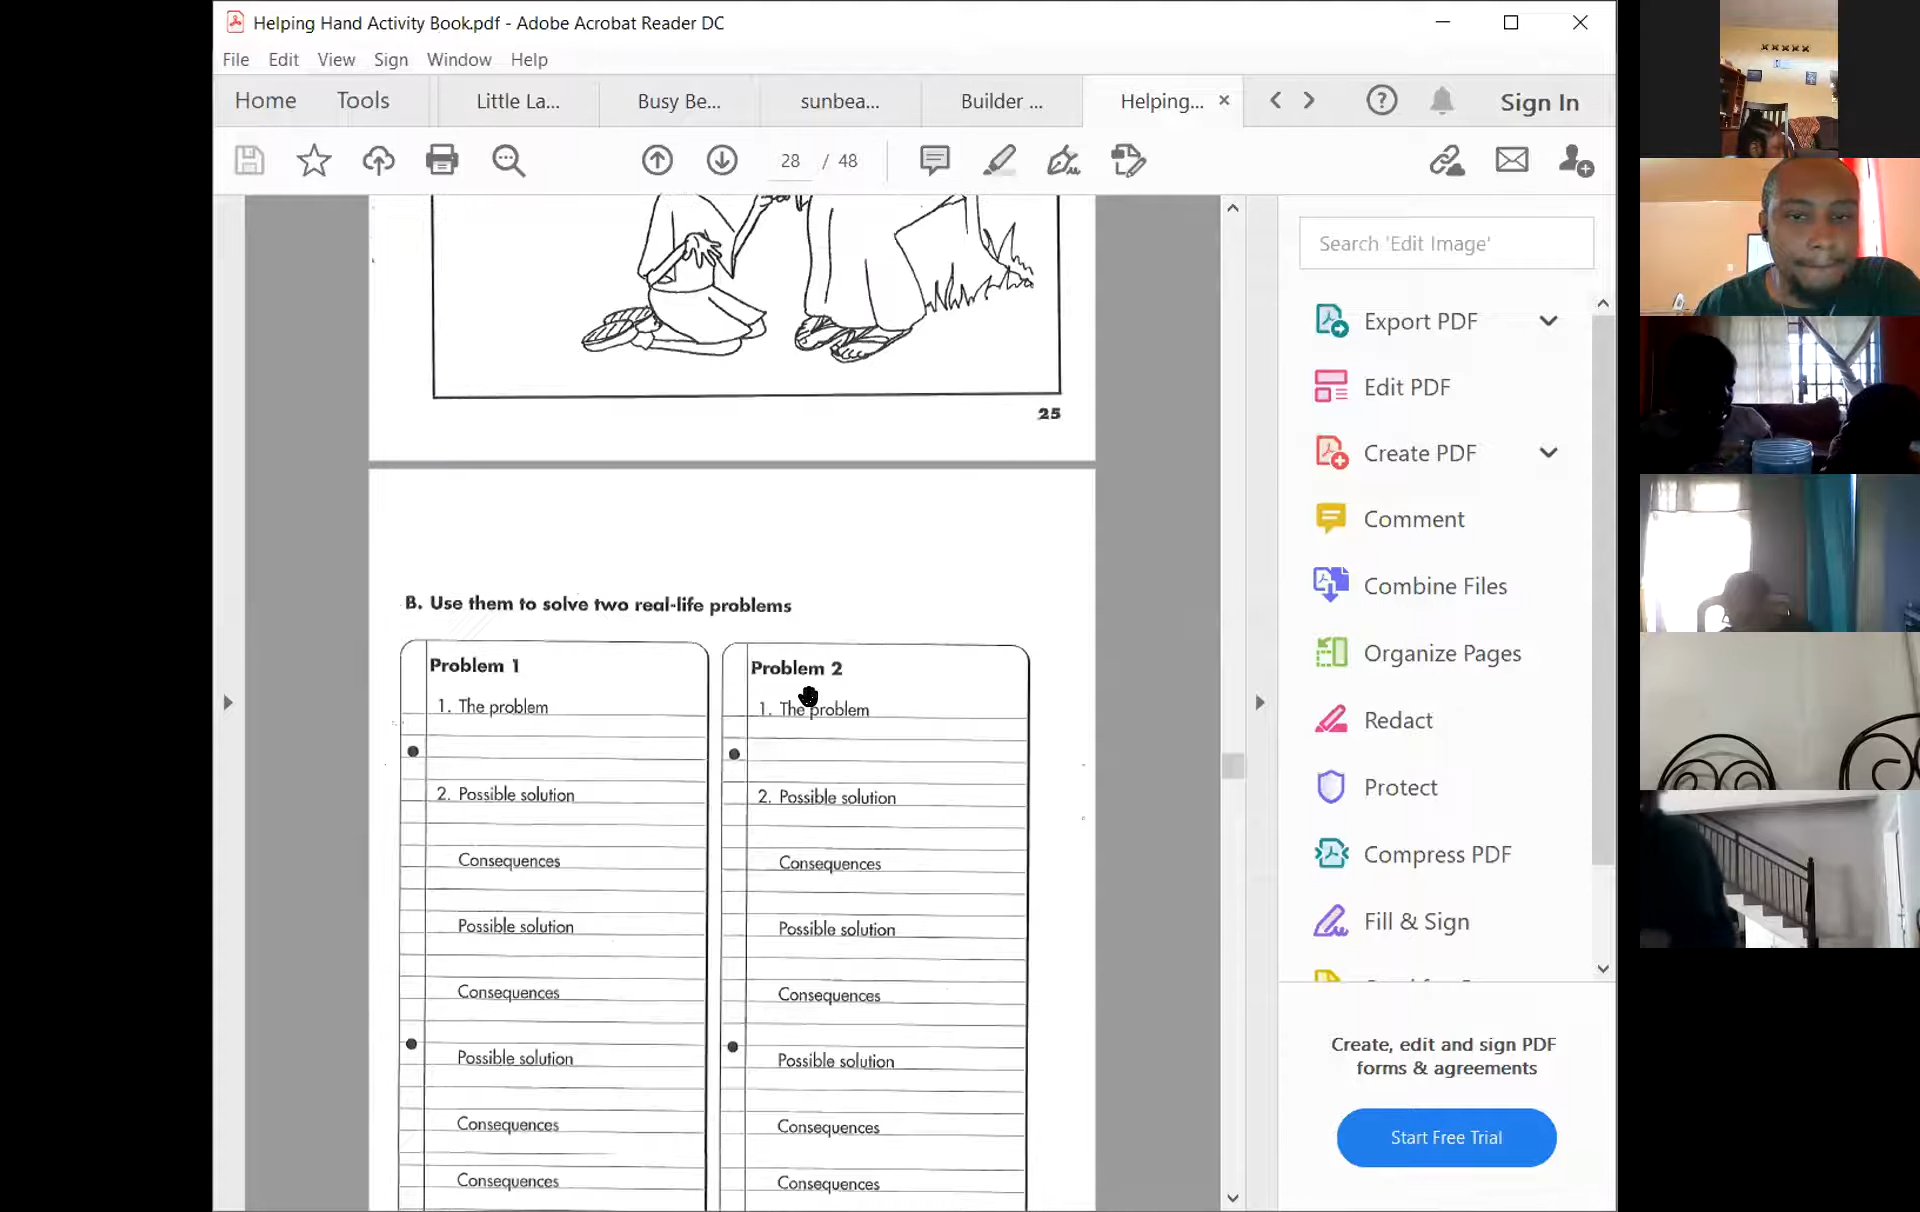 Helping Hand Activity Book.pdf - Adobe Acrobat Reader DC
File Edit View Sign Window Help
Home Tools Little La... Busy Be... sunbea... Builder ... Helping... Sign In
28 / 48
Search 'Edit Image'
Export PDF
Edit PDF
Create PDF
Comment
Combine Files
Organize Pages
Redact
Protect
Compress PDF
Fill & Sign
Create, edit and sign PDF
forms & agreements
Start Free Trial
25
B. Use them to solve two real-life problems
Problem 1
1. The problem
2. Possible solution
Consequences
Possible solution
Consequences
Possible solution
Consequences
Consequences
Problem 2
1. The problem
2. Possible solution
Consequences
Possible solution
Consequences
Possible solution
Consequences
Consequences